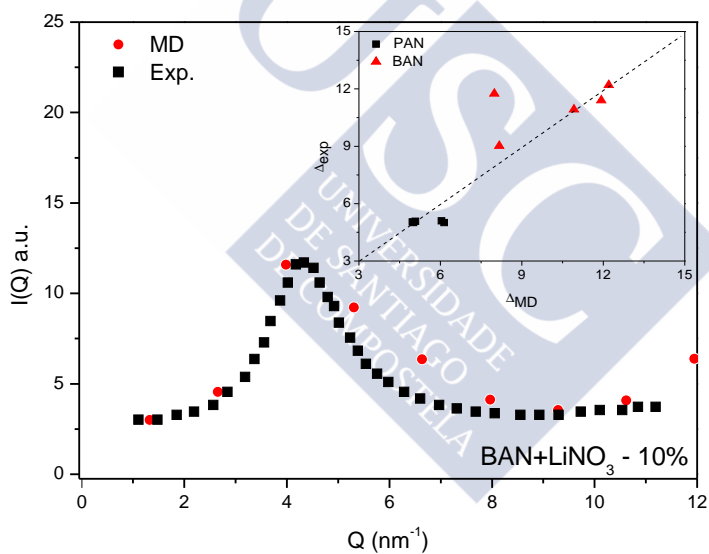 25
20
15
10
5
0
I(Q) a.u.
MD
Exp.
15
12
9
6
3
Δexp
PAN
BAN
3 6 9 12 15
ΔMD
USC
UNIVERSIDADE
DE SANTIAGO
DE COMPOSTELA
BAN+LiNO₃ - 10%
0 2 4 6 8 10 12
Q (nm⁻¹)